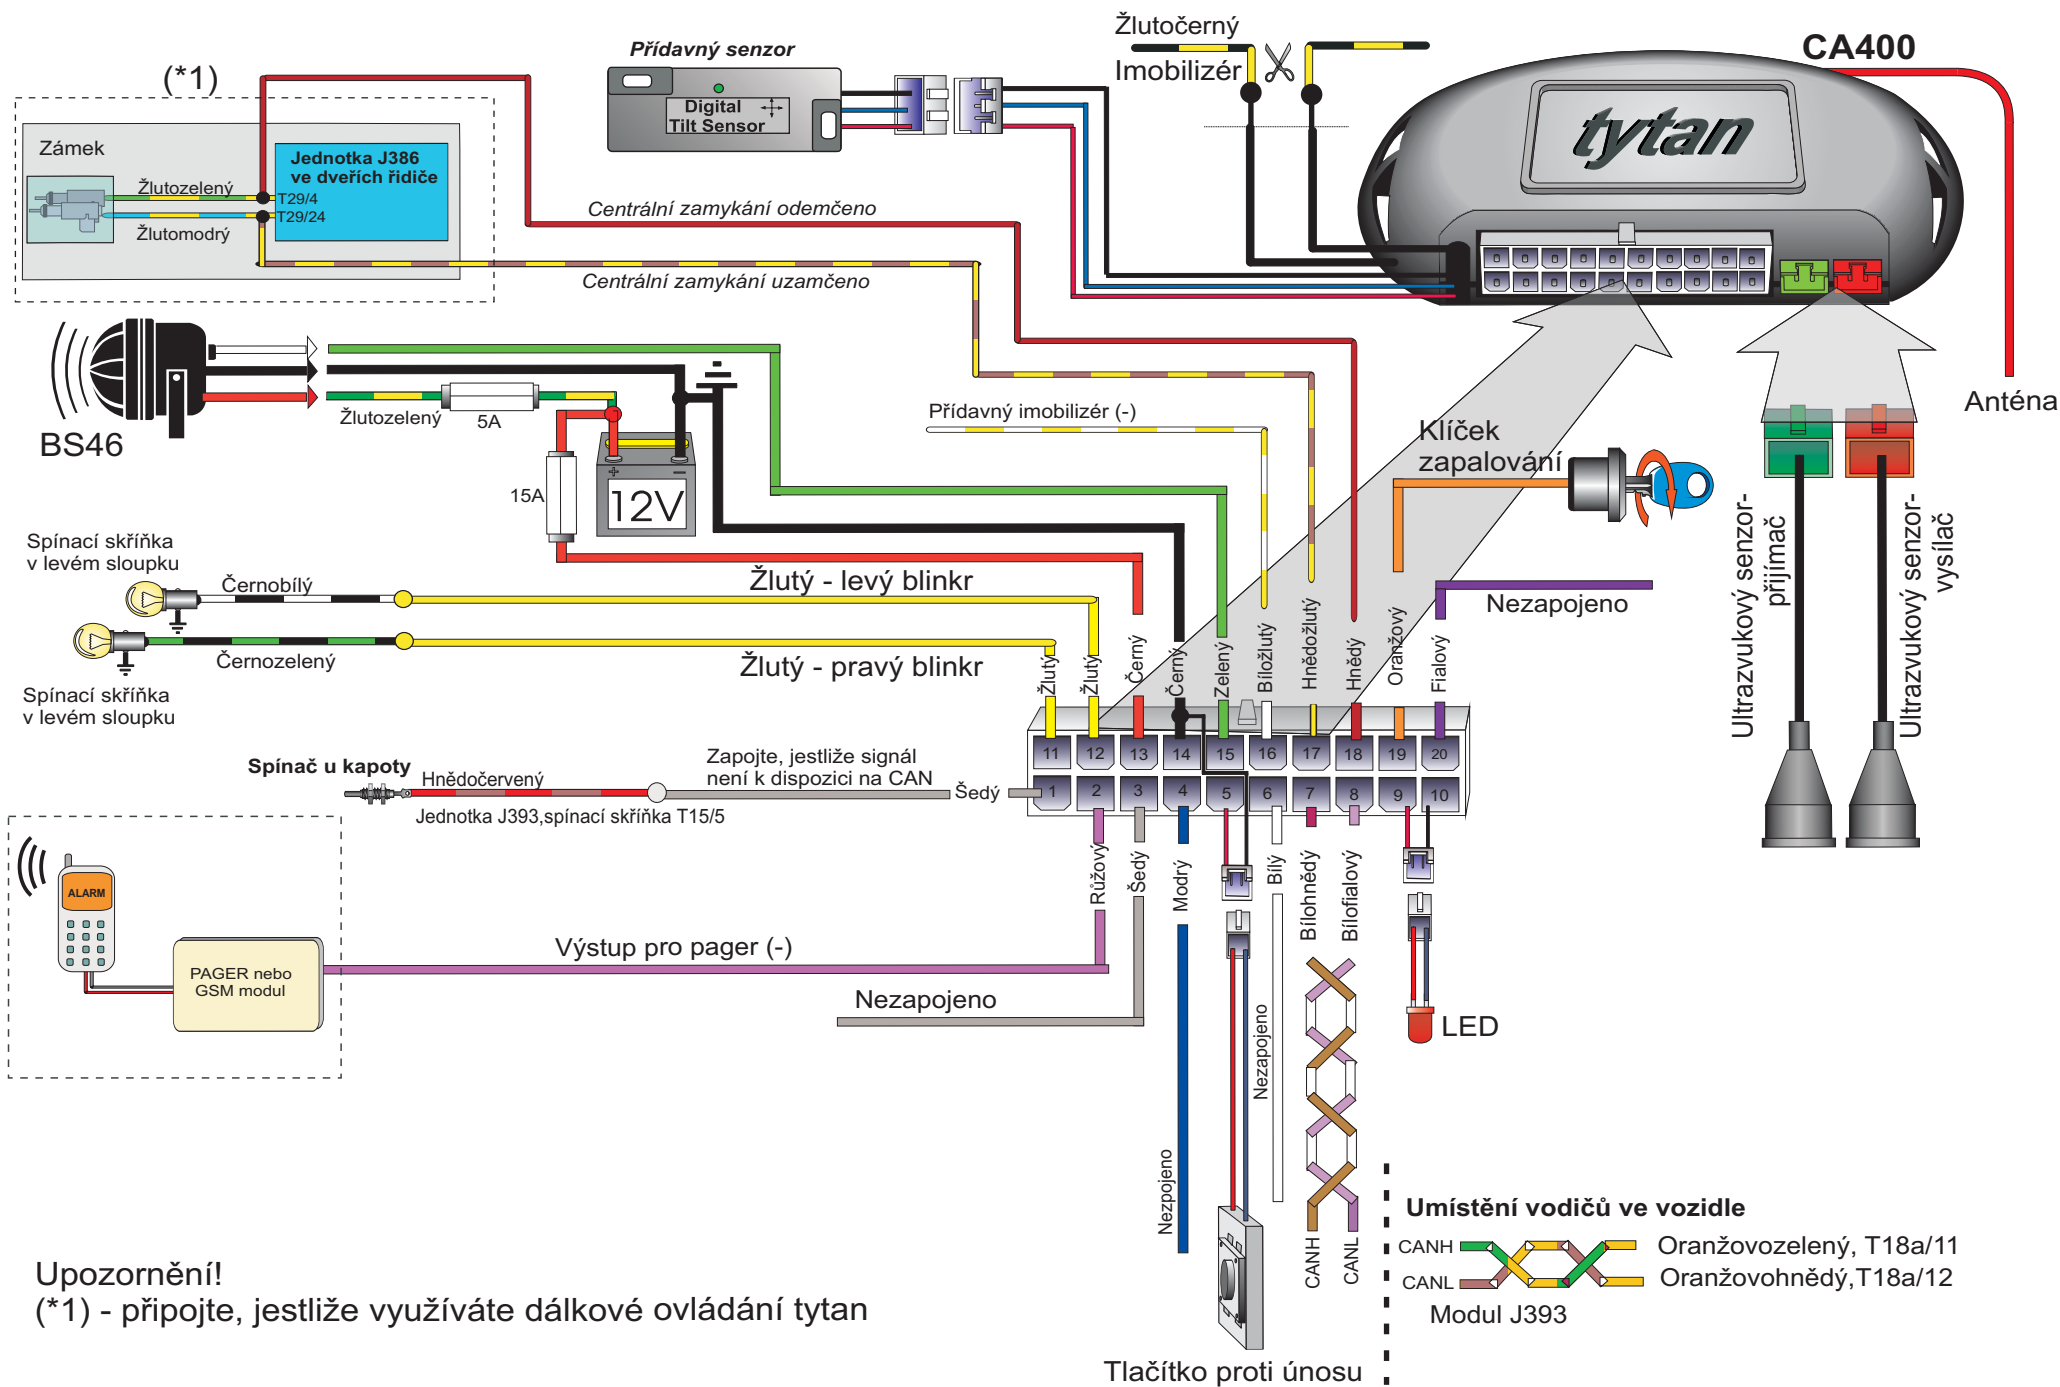 (*1)
Zámek
Žlutozelený
Žlutomodrý
Jednotka J386
ve dveřích řidiče
T29/4
T29/24
Přídavný senzor
Digital
Tilt Sensor
Žlutočerný
Imobilizér
CA400
tytan
Anténa
Centrální zamykání odemčeno
Centrální zamykání uzamčeno
BS46
Žlutozelený
5A
15A
+ -
12V
Přídavný imobilizér (-)
Klíček
zapalování
Nezapojeno
Ultrazvukový senzor-
přijímač
Ultrazvukový senzor-
vysílač
Spínací skříňka
v levém sloupku
Černobílý
Žlutý - levý blinkr
Černozelený
Žlutý - pravý blinkr
Spínací skříňka
v levém sloupku
Žlutý
Žlutý
Černý
Černý
Zelený
Bíložlutý
Hnědožlutý
Hnědý
Oranžový
Fialový
11 12 13 14 15 16 17 18 19 20
1 2 3 4 5 6 7 8 9 10
Spínač u kapoty
Hnědočervený
Jednotka J393,spínací skříňka T15/5
Zapojte, jestliže signál
není k dispozici na CAN
Šedý
Růžový
Šedý
Modrý
Bílý
Bílohnědý
Bílofialový
ALARM
PAGER nebo
GSM modul
Výstup pro pager (-)
Nezapojeno
Nezpojeno
Nezapojeno
LED
CANH
CANL
Tlačítko proti únosu
Umístění vodičů ve vozidle
CANH
Oranžovozelený, T18a/11
CANL
Oranžovohnědý,T18a/12
Modul J393
Upozornění!
(*1) - připojte, jestliže využíváte dálkové ovládání tytan